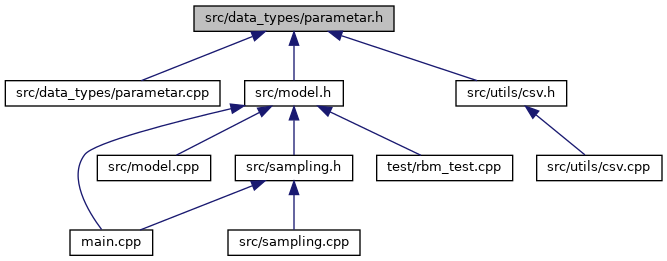 src/data_types/parametar.h
src/data_types/parametar.cpp
src/model.h
src/utils/csv.h
src/model.cpp
src/sampling.h
test/rbm_test.cpp
src/utils/csv.cpp
main.cpp
src/sampling.cpp